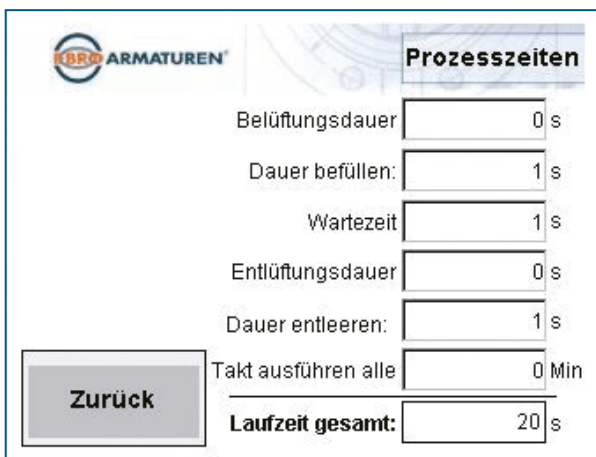 EBRO ARMATUREN®
Prozesszeiten
Belüftungsdauer 0 s
Dauer befüllen: 1 s
Wartezeit 1 s
Entlüftungsdauer 0 s
Dauer entleeren: 1 s
Takt ausführen alle 0 Min
Zurück
Laufzeit gesamt: 20 s